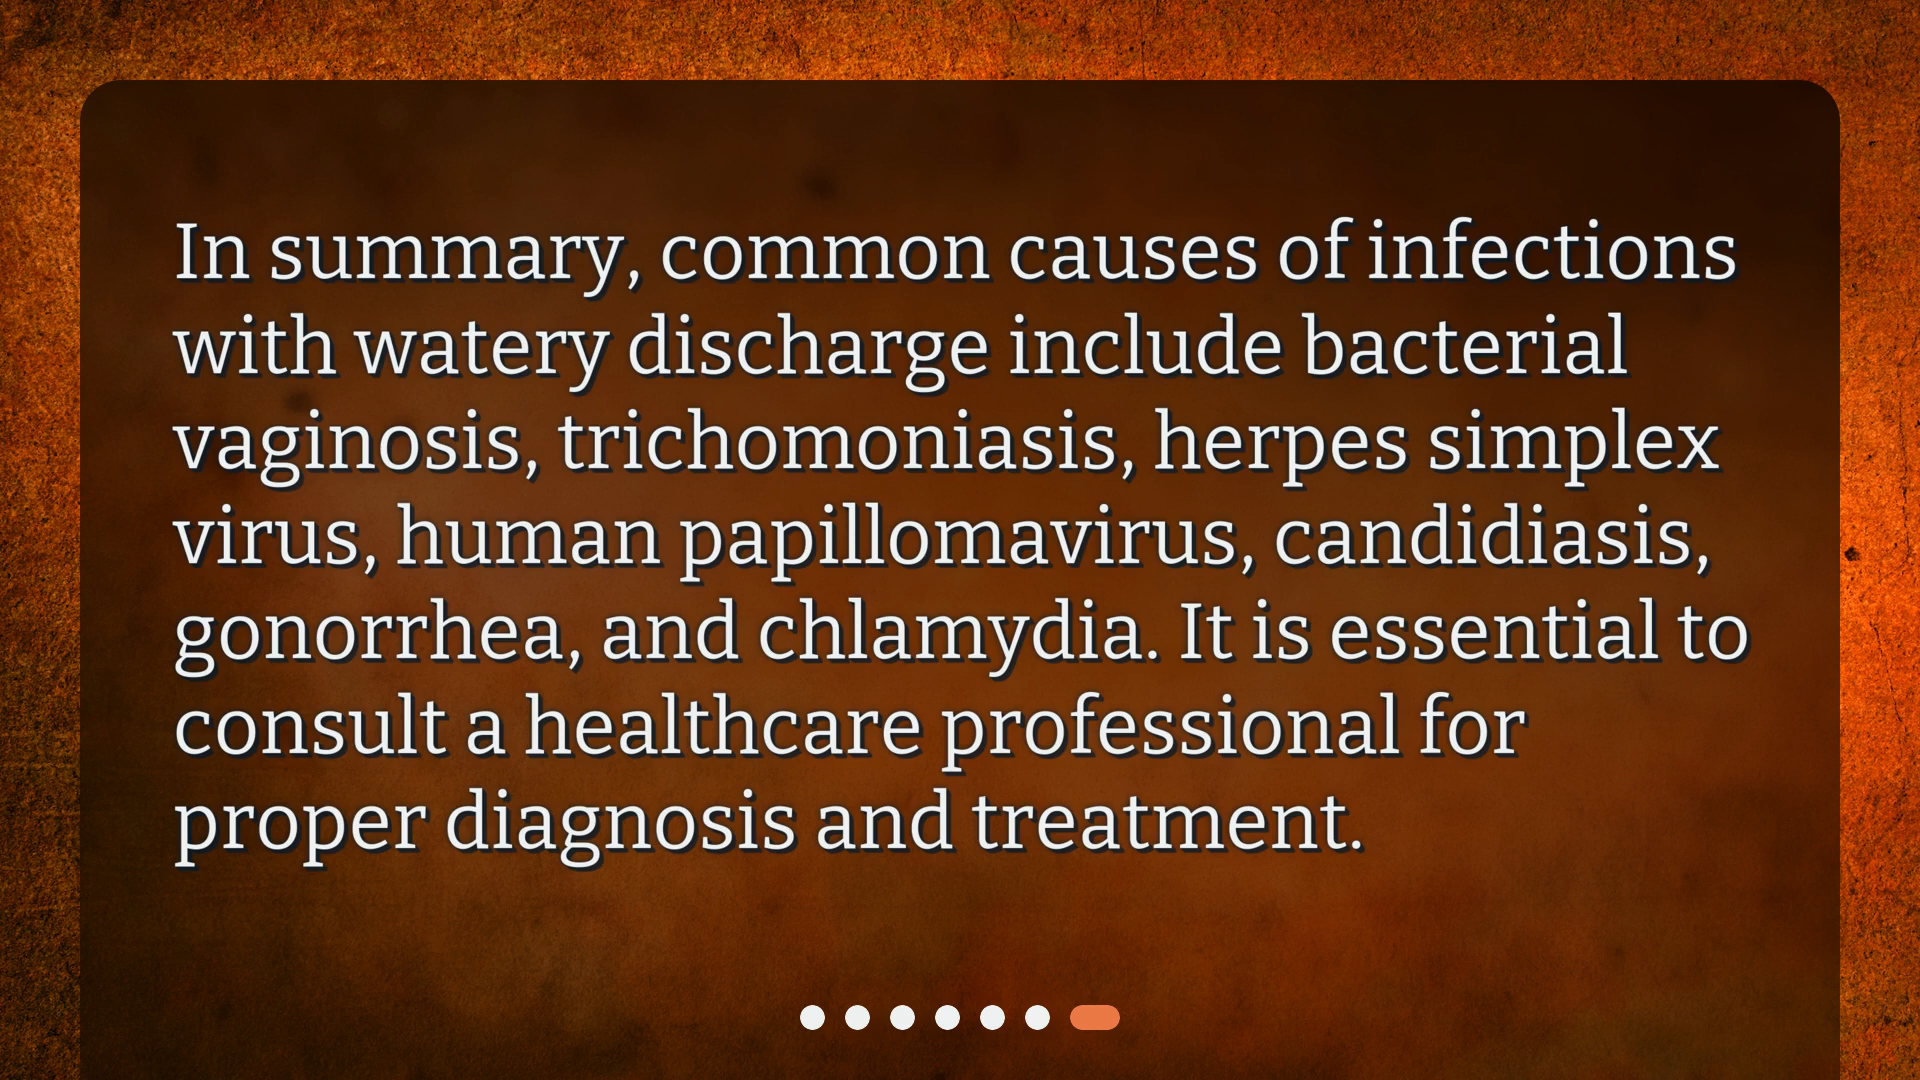 In summary, common causes of infections
with watery discharge include bacterial
vaginosis, trichomoniasis, herpes simplex
virus, human papillomavirus, candidiasis,
gonorrhea, and chlamydia. It is essential to
consult a healthcare professional for
proper diagnosis and treatment.